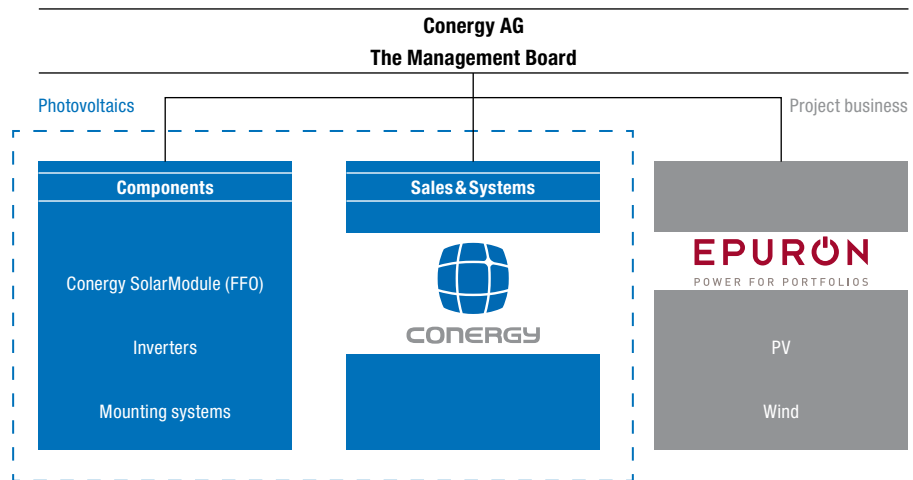 Conergy AG
The Management Board
Photovoltaics
Project business
Components
Sales & Systems
Conergy SolarModule (FFO)
Inverters
Mounting systems
CONERGY
EPURON
POWER FOR PORTFOLIOS
PV
Wind